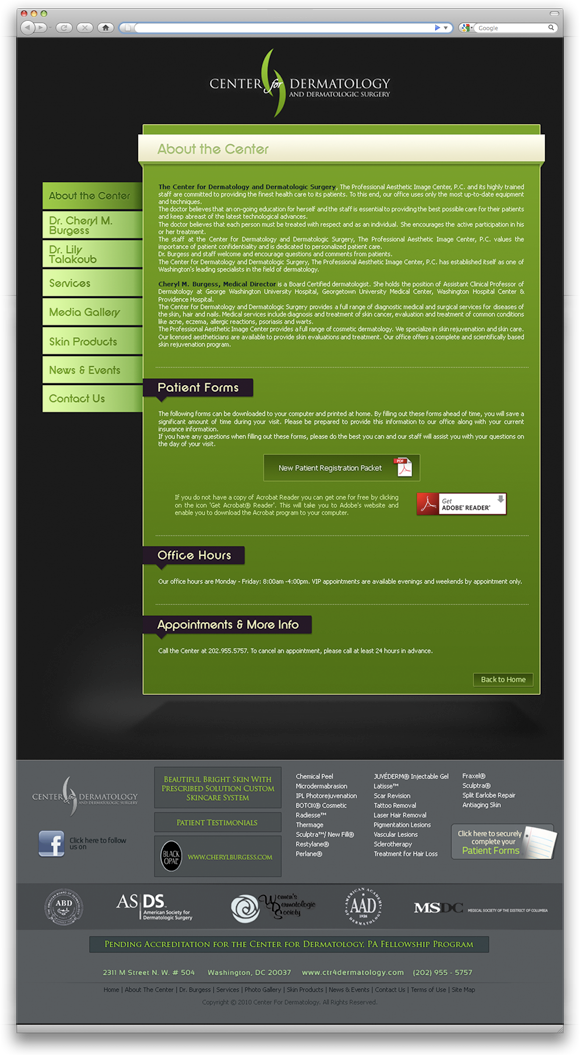 Google
CENTER for DERMATOLOGY
AND DERMATOLOGIC SURGERY
About the Center
About the Center
Dr. Cheryl M.
Burgess
Dr. Lily
Talakoub
Services
Media Gallery
Skin Products
News & Events
Contact Us
The Center for Dermatology and Dermatologic Surgery, The Professional Aesthetic Image Center, P.C. and its highly trained
staff are committed to providing the finest health care to its patients. To this end, our office uses only the most up-to-date equipment
and techniques.
The doctor believes that an on-going education for herself and the staff is essential to providing the best possible care for their patients
and keep abreast of the latest technological advances.
The doctor believes that each person must be treated with respect and as an individual. She encourages the active participation in his
or her treatment.
The staff at the Center for Dermatology and Dermatologic Surgery, The Professional Aesthetic Image Center, P.C. values the
importance of patient confidentiality and is dedicated to personalized patient care.
Dr. Burgess and staff welcome and encourage questions and comments from patients.
The Center for Dermatology and Dermatologic Surgery, The Professional Aesthetic Image Center, P.C. has established itself as one of
Washington's leading specialists in the field of dermatology.
Cheryl M. Burgess, Medical Director is a Board Certified dermatologist. She holds the position of Assistant Clinical Professor of
Dermatology at George Washington University Hospital, Georgetown University Medical Center, Washington Hospital Center &
Providence Hospital.
The Center for Dermatology and Dermatologic Surgery provides a full range of diagnostic medical and surgical services for diseases of
the skin, hair and nails. Medical services include diagnosis and treatment of skin cancer, evaluation and treatment of common conditions
like acne, eczema, allergic reactions, psoriasis and warts.
The Professional Aesthetic Image Center provides a full range of cosmetic dermatology. We specialize in skin rejuvenation and skin care.
Our licensed aestheticians are available to provide skin evaluations and treatment. Our office offers a complete and scientifically based
skin rejuvenation program.
Patient Forms
The following forms can be downloaded to your computer and printed at home. By filling out these forms ahead of time, you will save a
significant amount of time during your visit. Please be prepared to provide this information to our office along with your current
insurance information.
If you have any questions when filling out these forms, please do the best you can and our staff will assist you with your questions on
the day of your visit.
New Patient Registration Packet
If you do not have a copy of Acrobat Reader you can get one for free by clicking
on the icon 'Get Acrobat® Reader'. This will take you to Adobe's website and
enable you to download the Acrobat program to your computer.
Get
ADOBE® READER®
Office Hours
Our office hours are Monday - Friday: 8:00am -4:00pm. VIP appointments are available evenings and weekends by appointment only.
Appointments & More Info
Call the Center at 202.955.5757. To cancel an appointment, please call at least 24 hours in advance.
Back to Home
CENTER for DERMATOLOGY
AND DERMATOLOGIC SURGERY
Click here to follow
us on
BEAUTIFUL BRIGHT SKIN WITH
PRESCRIBED SOLUTION CUSTOM
SKINCARE SYSTEM
PATIENT TESTIMONIALS
BLACK
OPAL
WWW.CHERYLBURGESS.COM
Chemical Peel
Microdermabrasion
IPL Photorejuvenation
BOTOX® Cosmetic
Radesse™
Thermage
Sculptra™/ New Fill®
Restylane®
Perlane®
JUVÉDERM® Injectable Gel
Latisse™
Scar Revision
Tattoo Removal
Laser Hair Removal
Pigmentation Lesions
Vascular Lesions
Sclerotherapy
Treatment for Hair Loss
Fraxel®
Sculptra®
Split Earlobe Repair
Antiaging Skin
Click here to securely
complete your
Patient Forms
ABD
ASDS
American Society for
Dermatologic Surgery
Women's
Dermatologic
Society
AMERICAN ACADEMY
AAD
MSDC
MEDICAL SOCIETY OF THE DISTRICT OF COLUMBIA
PENDING ACCREDITATION FOR THE CENTER FOR DERMATOLOGY, PA FELLOWSHIP PROGRAM
2311 M Street N. W. # 504 Washington, DC 20037 www.ctr4dermatology.com (202) 955 - 5757
Home | About The Center | Dr. Burgess | Services | Photo Gallery | Skin Products | News & Events | Contact Us | Terms of Use | Site Map
Copyright © 2010 Center For Dermatology. All Rights Reserved.